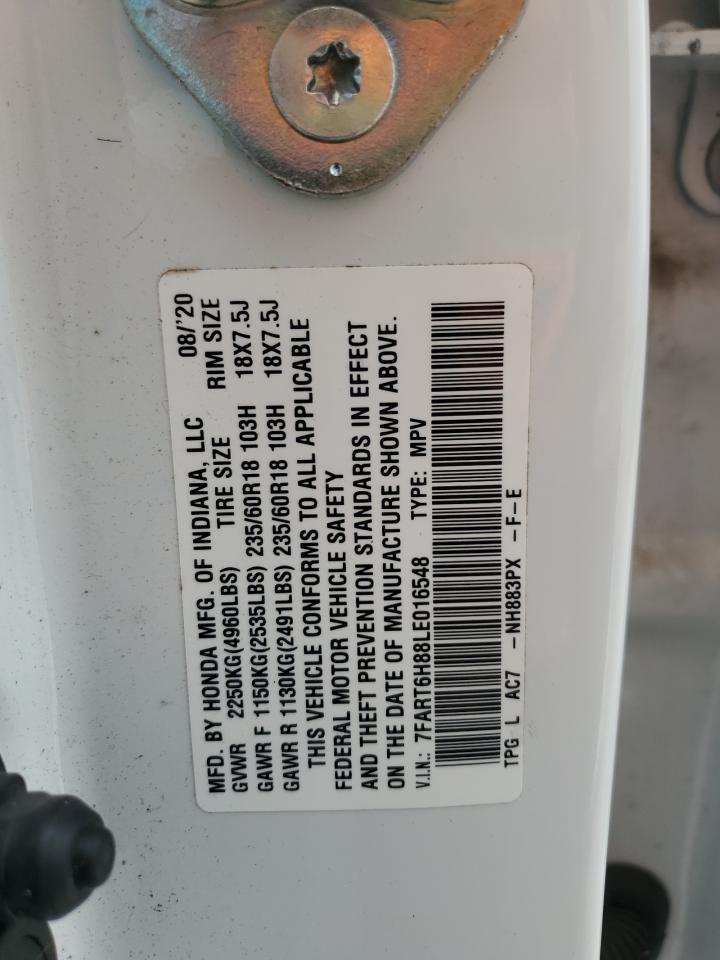 MFD. BY HONDA MFG. OF INDIANA, LLC 08/'20
GVWR 2250KG(4960LBS) TIRE SIZE RIM SIZE
GAWR F 1150KG(2535LBS) 235/60R18 103H 18X7.5J
GAWR R 1130KG(2491LBS) 235/60R18 103H 18X7.5J
THIS VEHICLE CONFORMS TO ALL APPLICABLE
FEDERAL MOTOR VEHICLE SAFETY
AND THEFT PREVENTION STANDARDS IN EFFECT
ON THE DATE OF MANUFACTURE SHOWN ABOVE.
V.I.N.: 7FART6H88LE016548 TYPE: MPV
TPG L AC7 -NH883PX -F-E